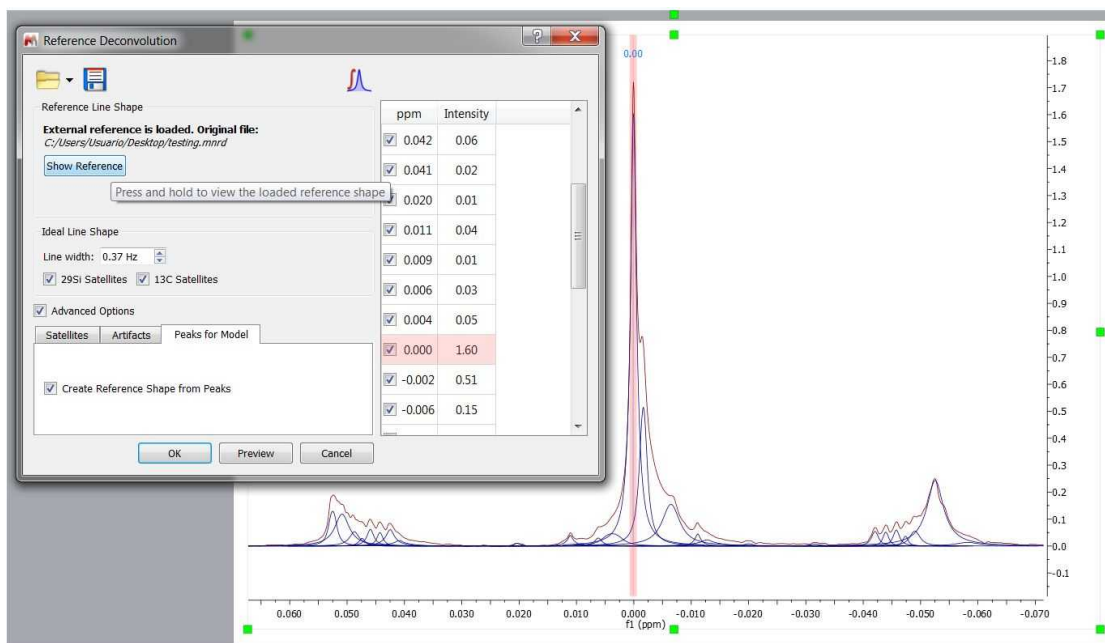 Reference Deconvolution
Reference Line Shape
External reference is loaded. Original file:
C:/Users/Usuario/Desktop/testing.mnrd
Show Reference
Press and hold to view the loaded reference shape
Ideal Line Shape
Line width: 0.37 Hz
29Si Satellites 13C Satellites
Advanced Options
Satellites Artifacts Peaks for Model
Create Reference Shape from Peaks
OK Preview Cancel
ppm Intensity
0.042 0.06
0.041 0.02
0.020 0.01
0.011 0.04
0.009 0.01
0.006 0.03
0.004 0.05
0.000 1.60
-0.002 0.51
-0.006 0.15
0.00
1.8
1.7
1.6
1.5
1.4
1.3
1.2
1.1
1.0
0.9
0.8
0.7
0.6
0.5
0.4
0.3
0.2
0.1
0.0
-0.1
0.060 0.050 0.040 0.030 0.020 0.010 0.000 -0.010 -0.020 -0.030 -0.040 -0.050 -0.060 -0.070
f1 (ppm)